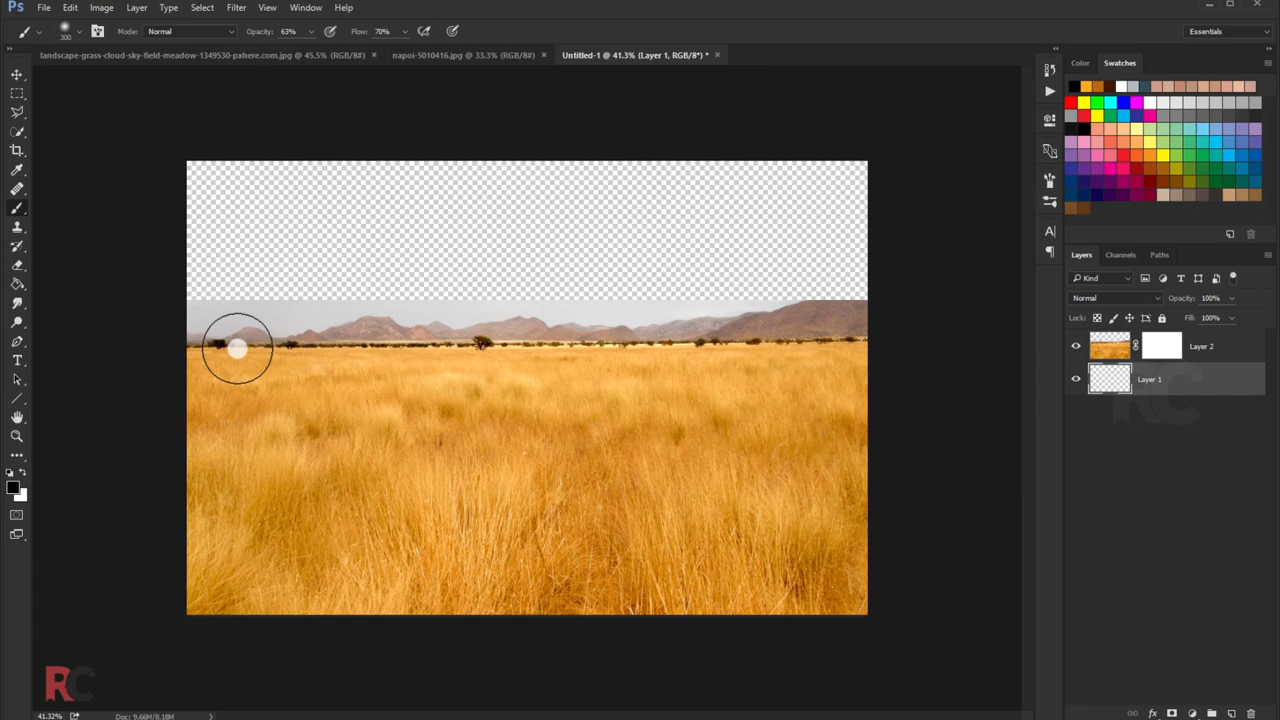 Ps File Edit Image Layer Type Select Filter View Window Help
300 Mode: Normal Opacity: 63% Flow: 70% Essentials
landscape-grass-cloud-sky-field-meadow-1349530-pxhere.com.jpg @ 45.5% (RGB/8#) × napoi-5010416.jpg @ 33.3% (RGB/8#) × Untitled-1 @ 41.3% (Layer 1, RGB/8*) * ×
Color Swatches
Layers Channels Paths
Kind
Normal Opacity: 100%
Lock: Fill: 100%
Layer 2
Layer 1
RC
RC
41.32% Doc: 9.66M/8.18M